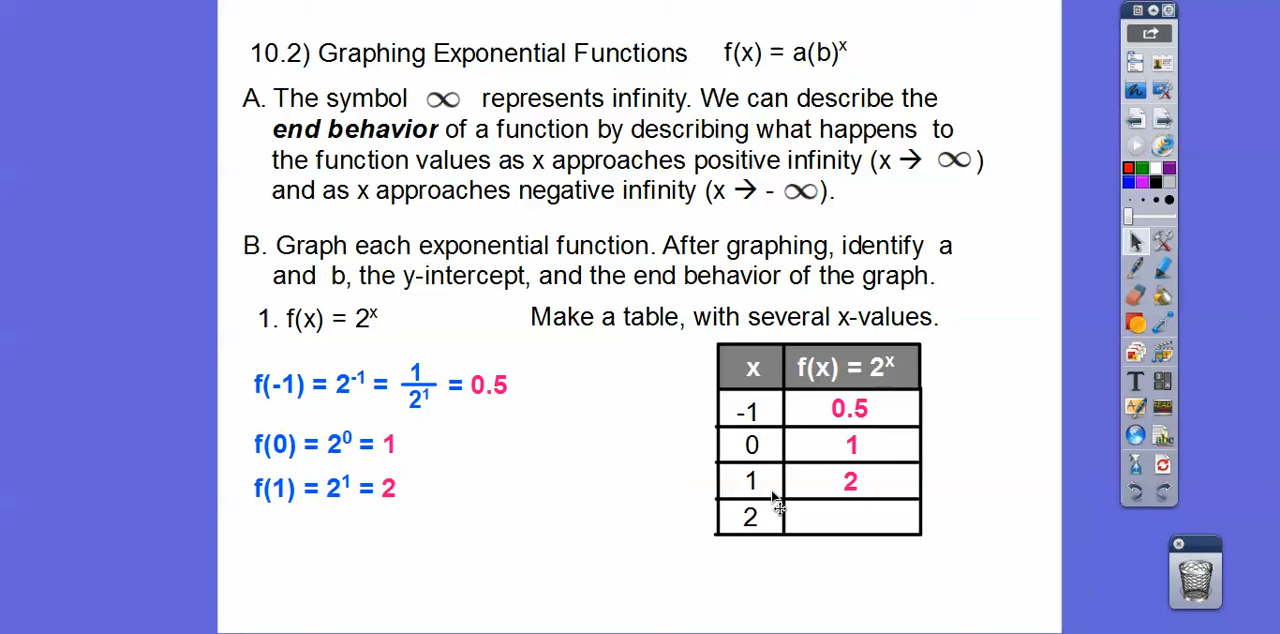 10.2) Graphing Exponential Functions f(x) = a(b)ˣ
A. The symbol ∞ represents infinity. We can describe the
end behavior of a function by describing what happens to
the function values as x approaches positive infinity (x → ∞)
and as x approaches negative infinity (x → - ∞).
B. Graph each exponential function. After graphing, identify a
and b, the y-intercept, and the end behavior of the graph.
1. f(x) = 2ˣ Make a table, with several x-values.
f(-1) = 2⁻¹ = 1/2¹ = 0.5
f(0) = 2⁰ = 1
f(1) = 2¹ = 2
x f(x) = 2ˣ
-1 0.5
0 1
1 2
2